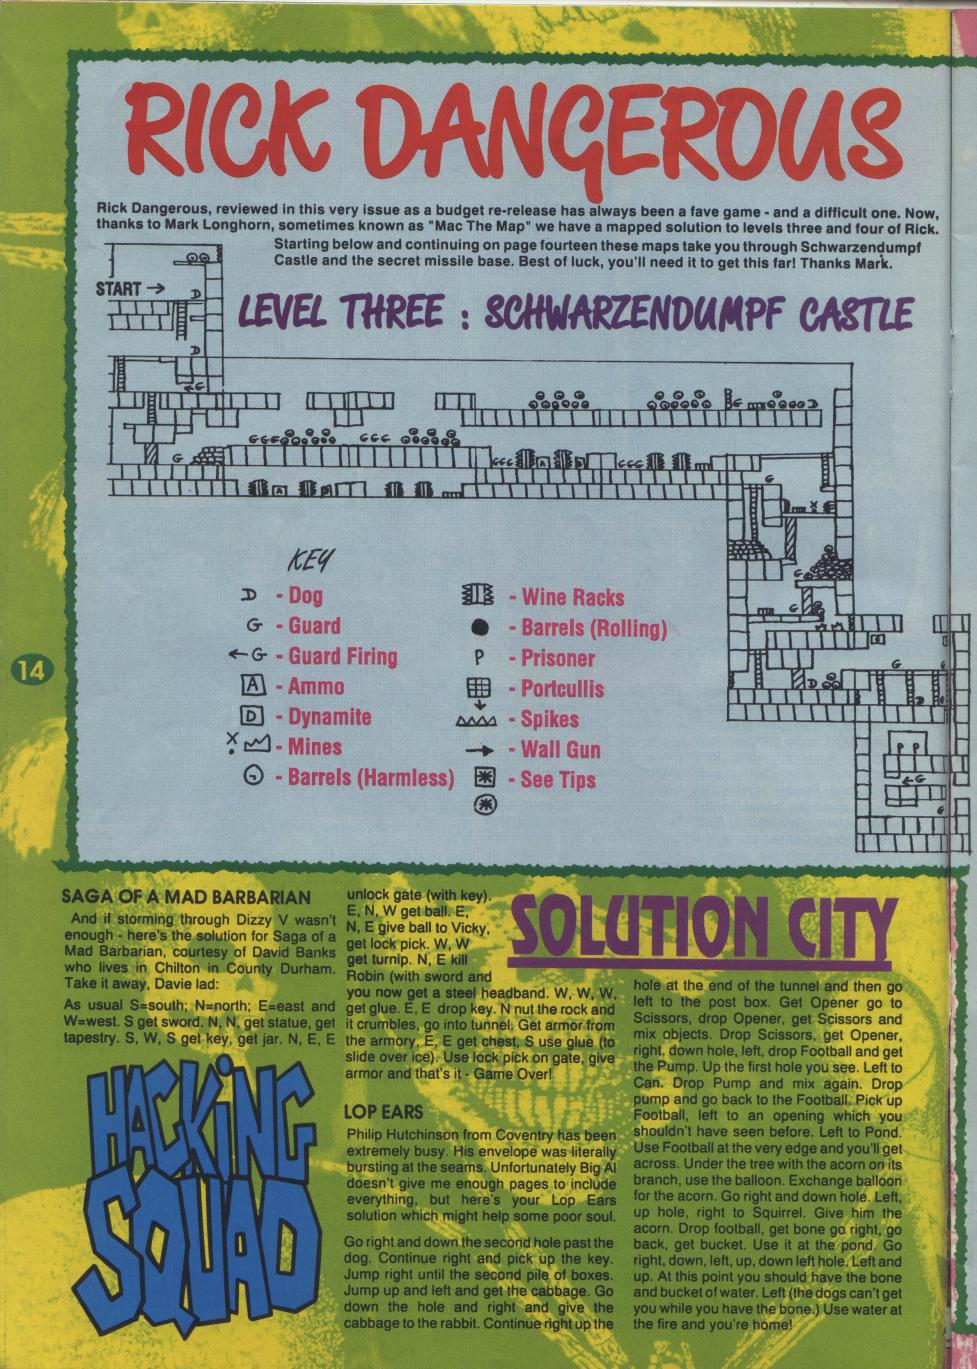 RICK DANGEROUS
Rick Dangerous, reviewed in this very issue as a budget re-release has always been a fave game - and a difficult one. Now,
thanks to Mark Longhorn, sometimes known as "Mac The Map" we have a mapped solution to levels three and four of Rick.
Starting below and continuing on page fourteen these maps take you through Schwarzendumpf
Castle and the secret missile base. Best of luck, you'll need it to get this far! Thanks Mark.
START →
LEVEL THREE : SCHWARZENDUMPF CASTLE
KEY
D - Dog
G - Guard
←G - Guard Firing
A - Ammo
D - Dynamite
X - Mines
- Barrels (Harmless)
- Wine Racks
- Barrels (Rolling)
P - Prisoner
- Portcullis
- Spikes
→ - Wall Gun
- See Tips
14
SAGA OF A MAD BARBARIAN
And if storming through Dizzy V wasn't
enough - here's the solution for Saga of a
Mad Barbarian, courtesy of David Banks
who lives in Chilton in County Durham.
Take it away, Davie lad:
As usual S=south; N=north; E=east and
W=west. S get sword. N, N, get statue, get
tapestry. S, W, S get key, get jar. N, E, E
HACKiNG
SQUAD
unlock gate (with key).
E, N, W get ball. E,
N, E give ball to Vicky,
get lock pick. W, W
get turnip. N, E kill
Robin (with sword and
you now get a steel headband. W, W, W,
get glue. E, E drop key. N nut the rock and
it crumbles, go into tunnel. Get armor from
the armory, E, E get chest, S use glue (to
slide over ice). Use lock pick on gate, give
armor and that's it - Game Over!
LOP EARS
Philip Hutchinson from Coventry has been
extremely busy. His envelope was literally
bursting at the seams. Unfortunately Big Al
doesn't give me enough pages to include
everything, but here's your Lop Ears
solution which might help some poor soul.
Go right and down the second hole past the
dog. Continue right and pick up the key.
Jump right until the second pile of boxes.
Jump up and left and get the cabbage. Go
down the hole and right and give the
cabbage to the rabbit. Continue right up the
SOLUTION CITY
hole at the end of the tunnel and then go
left to the post box. Get Opener go to
Scissors, drop Opener, get Scissors and
mix objects. Drop Scissors, get Opener,
right, down hole, left, drop Football and get
the Pump. Up the first hole you see. Left to
Can. Drop Pump and mix again. Drop
pump and go back to the Football. Pick up
Football, left to an opening which you
shouldn't have seen before. Left to Pond.
Use Football at the very edge and you'll get
across. Under the tree with the acorn on its
branch, use the balloon. Exchange balloon
for the acorn. Go right and down hole. Left,
up hole, right to Squirrel. Give him the
acorn. Drop football, get bone go right, go
back, get bucket. Use it at the pond. Go
right, down, left, up, down left hole. Left and
up. At this point you should have the bone
and bucket of water. Left (the dogs can't get
you while you have the bone.) Use water at
the fire and you're home!